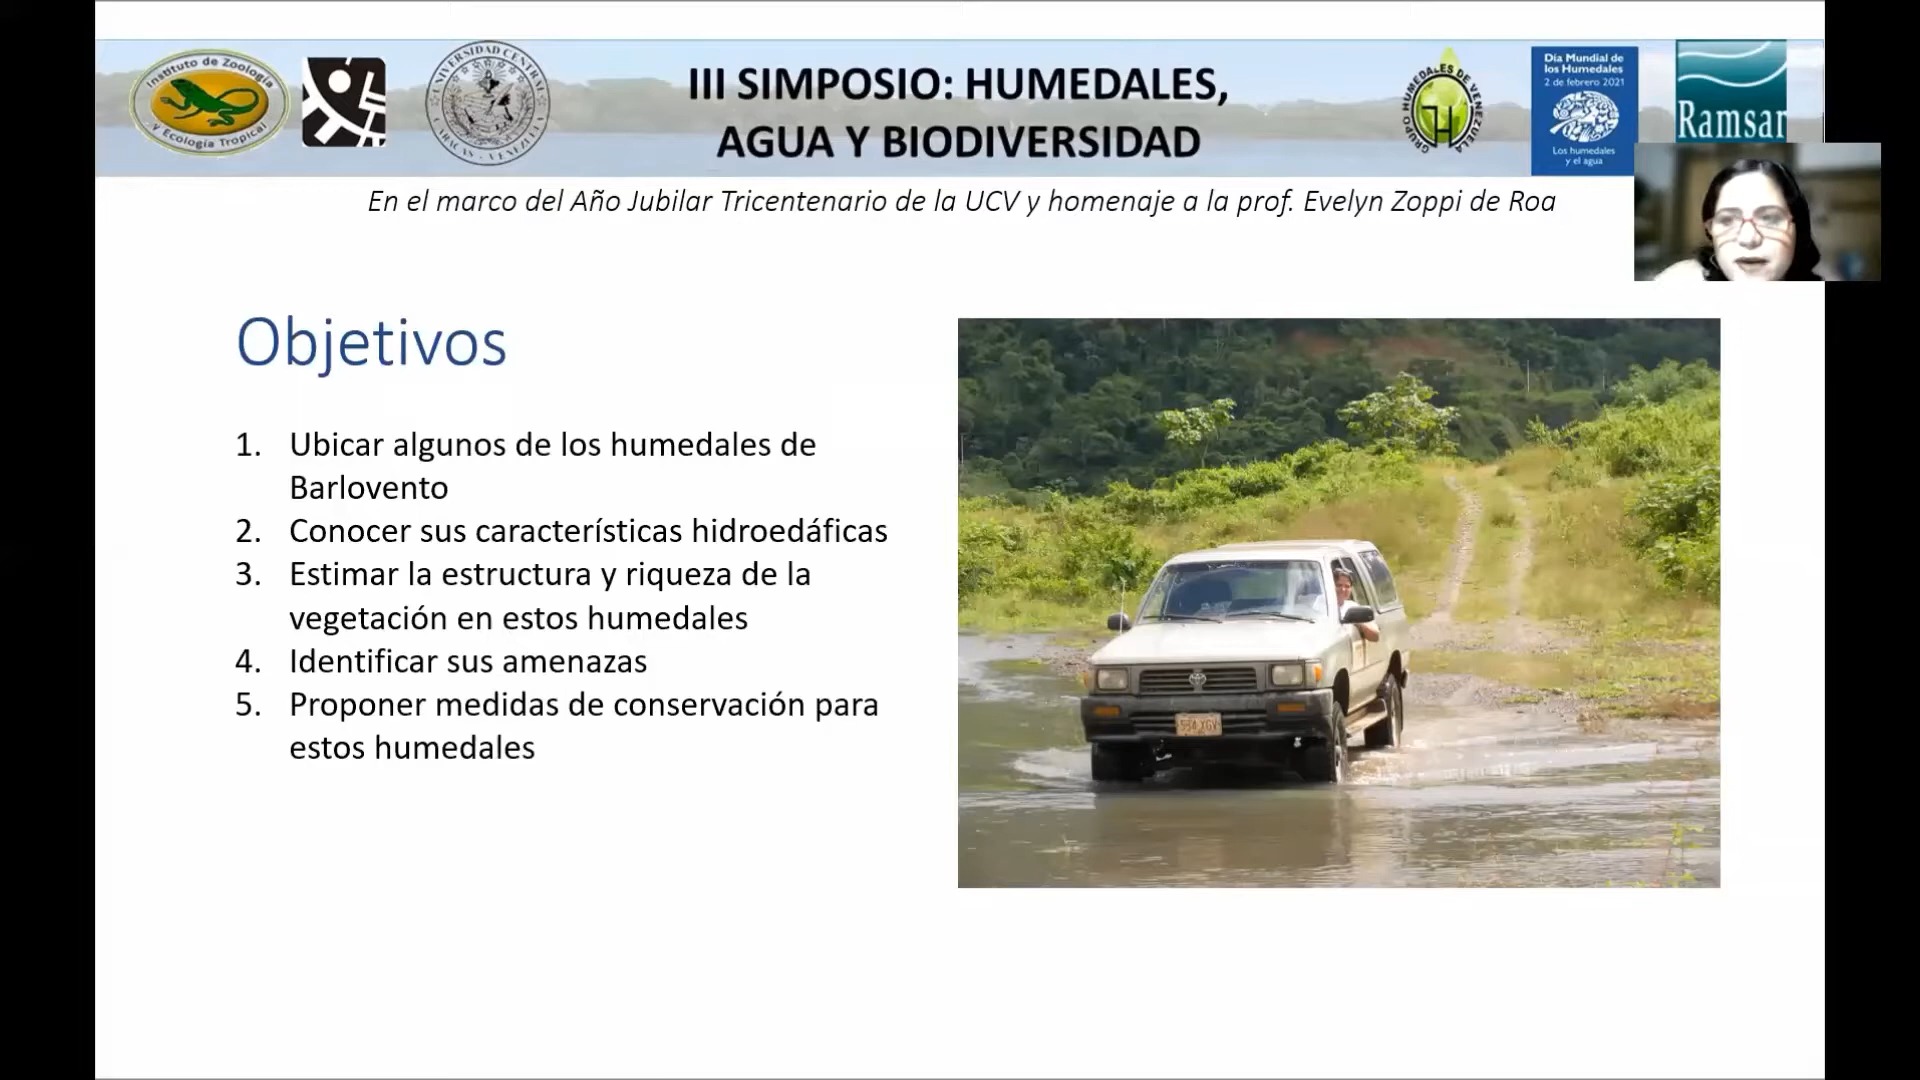 Instituto de Zoología
y Ecología Tropical
UNIVERSIDAD CENTRAL
CARACAS - VENEZUELA
III SIMPOSIO: HUMEDALES,
AGUA Y BIODIVERSIDAD
GRUPO HUMEDALES DE VENEZUELA
Día Mundial de
los Humedales
2 de febrero 2021
Los humedales
y el agua
Ramsar
En el marco del Año Jubilar Tricentenario de la UCV y homenaje a la prof. Evelyn Zoppi de Roa
Objetivos
1. Ubicar algunos de los humedales de
Barlovento
2. Conocer sus características hidroedáficas
3. Estimar la estructura y riqueza de la
vegetación en estos humedales
4. Identificar sus amenazas
5. Proponer medidas de conservación para
estos humedales